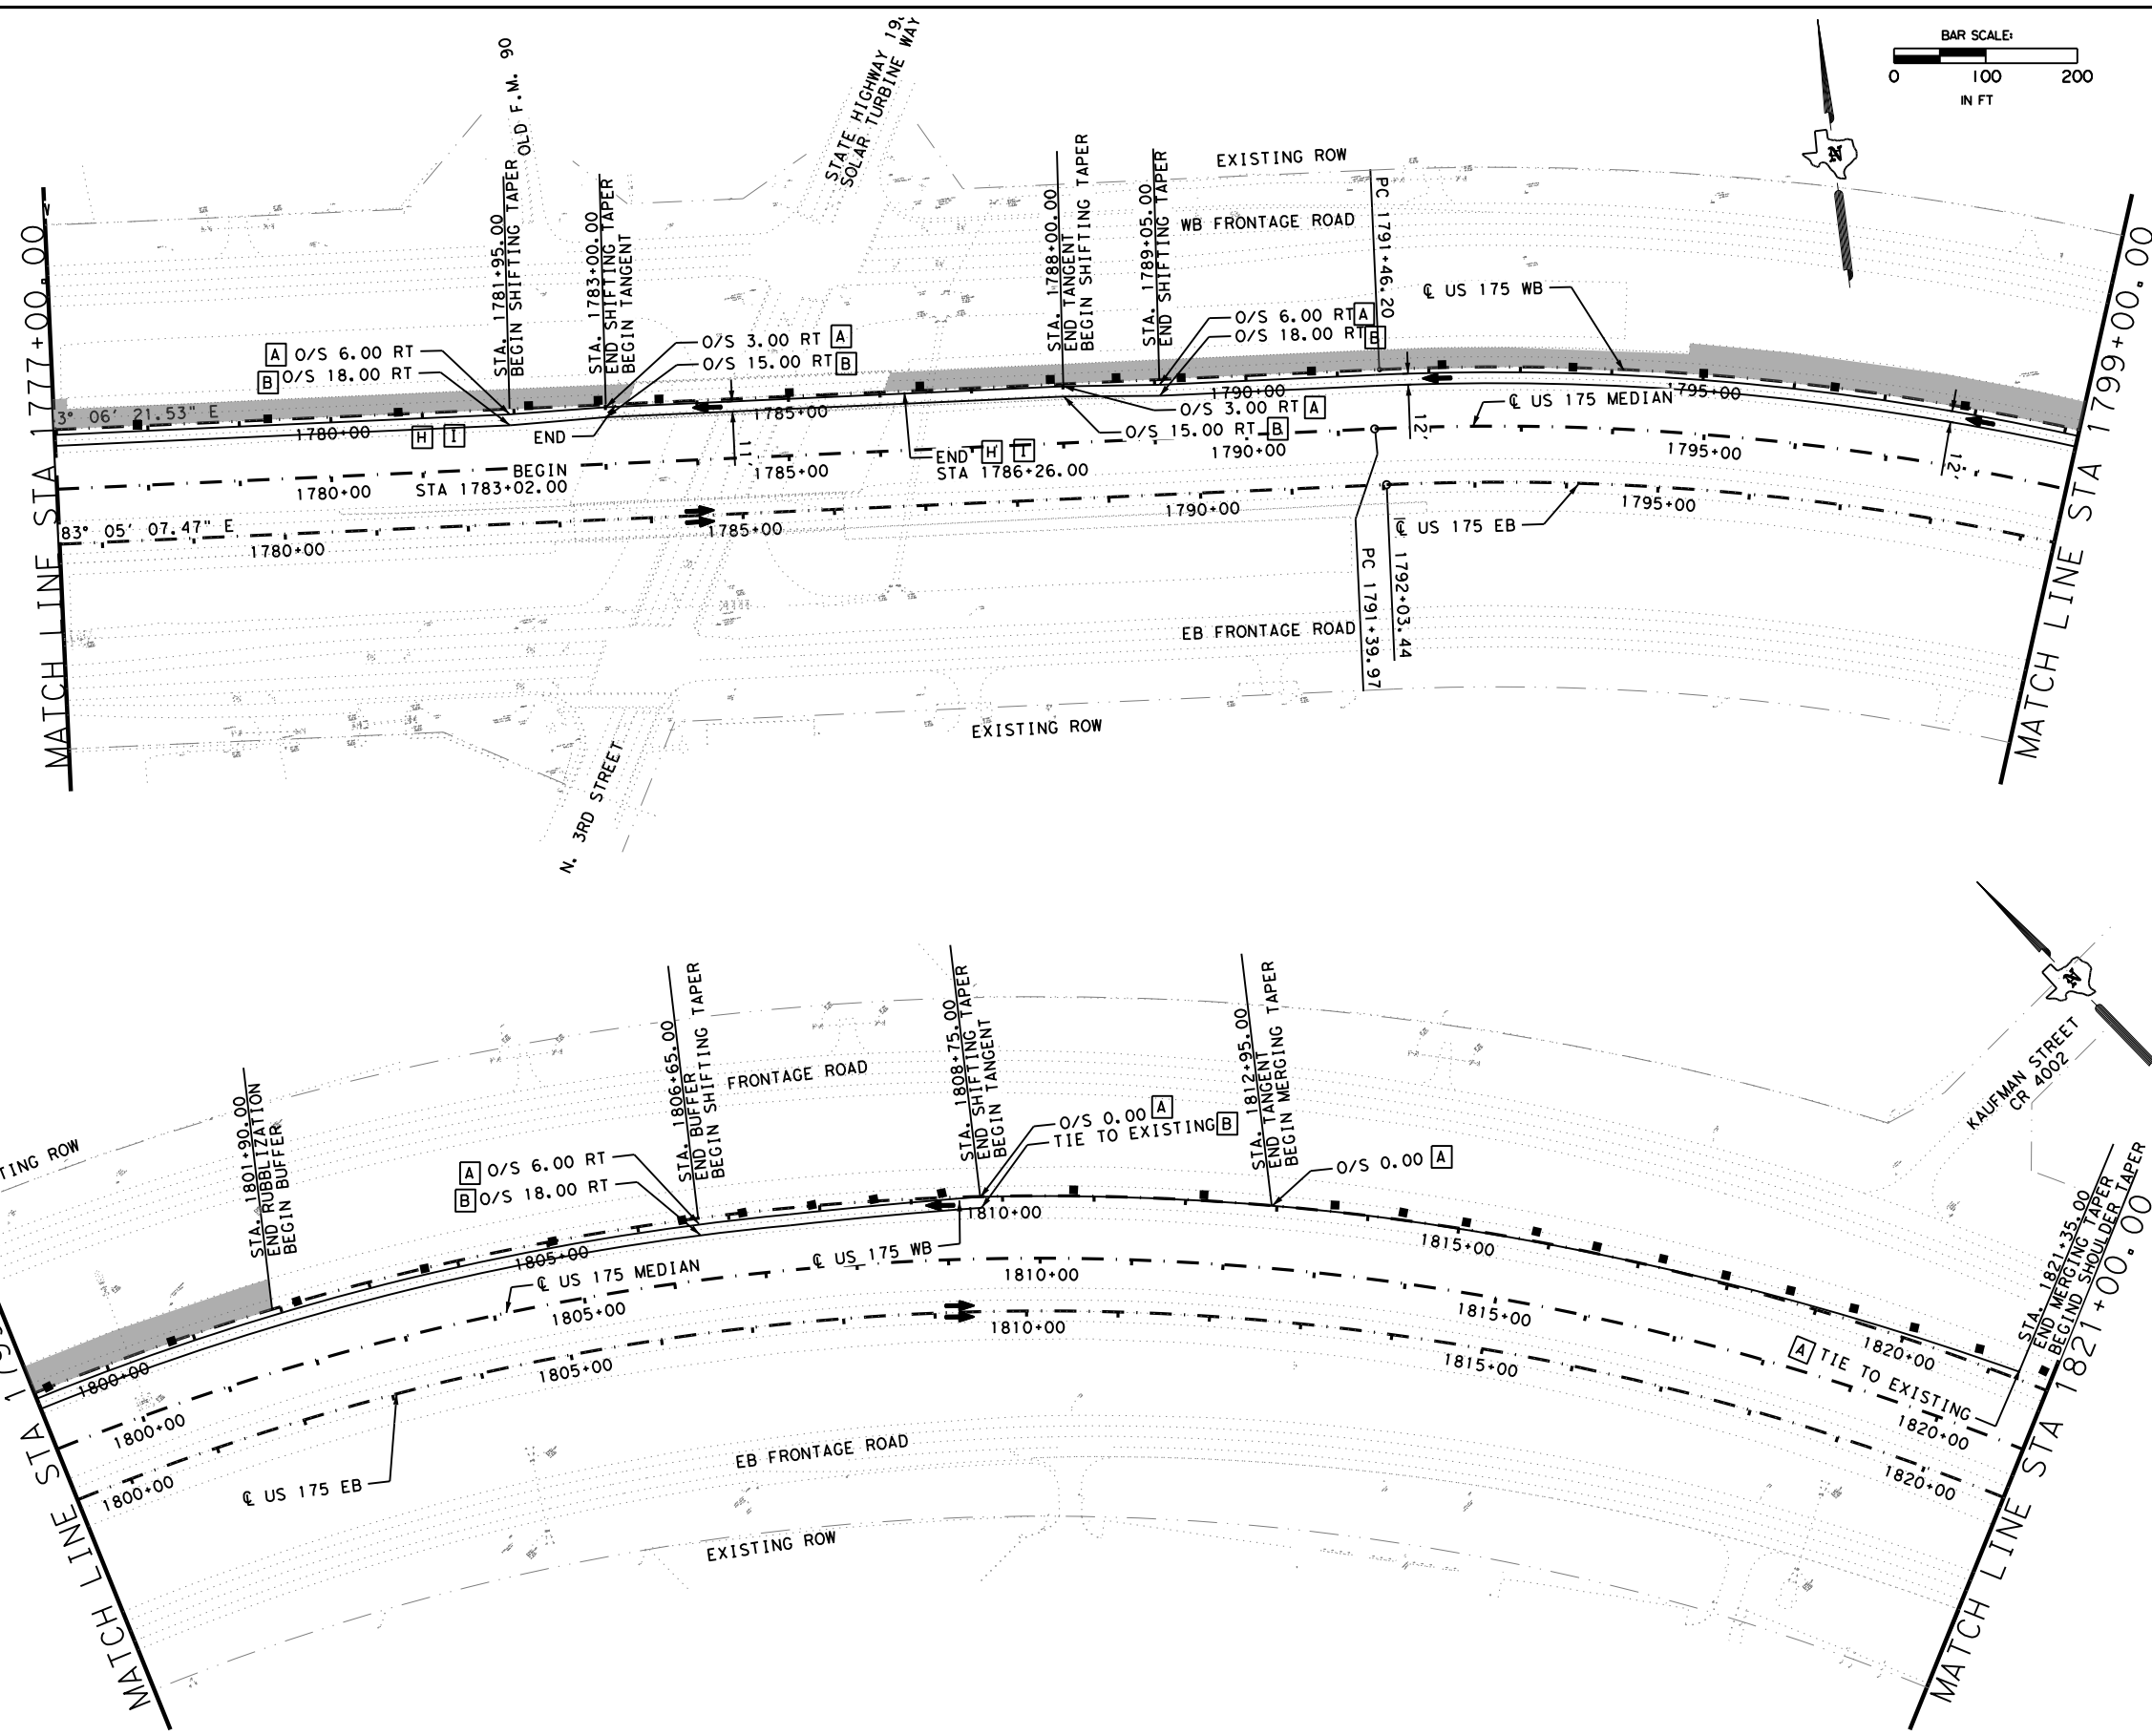 BAR SCALE:
0 100 200
IN FT
N
MATCH LINE STA 1777+00.00
STA. 1781+95.00
BEGIN SHIFTING TAPER
OLD F.M. 90
STA. 1783+00.00
END SHIFTING TAPER
BEGIN TANGENT
STATE HIGHWAY
SOLAR TURBINE WAY
STA. 1788+00.00
END TANGENT
BEGIN SHIFTING TAPER
STA. 1789+05.00
END SHIFTING TAPER
EXISTING ROW
WB FRONTAGE ROAD
PC 1791+46.20
℄ US 175 WB
MATCH LINE STA 1799+00.00
A O/S 6.00 RT
B O/S 18.00 RT
O/S 3.00 RT A
O/S 15.00 RT B
O/S 6.00 RT A
O/S 18.00 RT B
3° 06' 21.53" E
1780+00
H I
END
1785+00
11'
1790+00
12'
1795+00
O/S 3.00 RT A
O/S 15.00 RT B
℄ US 175 MEDIAN
12'
BEGIN
STA 1783+02.00
END H I
STA 1786+26.00
1780+00
1785+00
1790+00
1795+00
83° 05' 07.47" E
1780+00
1785+00
1790+00
1795+00
℄ US 175 EB
PC 1791+39.97
1792+03.44
EB FRONTAGE ROAD
EXISTING ROW
N. 3RD STREET
N
KAUFMAN STREET
CR 4002
STA. 1801+90.00
END RUBBLIZATION
BEGIN BUFFER
STA. 1806+65.00
END BUFFER
BEGIN SHIFTING TAPER
FRONTAGE ROAD
STA. 1808+75.00
END SHIFTING TAPER
BEGIN TANGENT
STA. 1812+95.00
END TANGENT
BEGIN MERGING TAPER
O/S 0.00 A
TIE TO EXISTING B
O/S 0.00 A
A O/S 6.00 RT
B O/S 18.00 RT
STA. 1821+35.00
END MERGING TAPER
BEGIND SHOULDER TAPER
MATCH LINE STA 1821+00.00
1800+00
1805+00
1810+00
1815+00
1820+00
℄ US 175 WB
℄ US 175 MEDIAN
A TIE TO EXISTING
1800+00
1805+00
1810+00
1815+00
1820+00
1800+00
1805+00
1810+00
1815+00
1820+00
℄ US 175 EB
EB FRONTAGE ROAD
EXISTING ROW
MATCH LINE STA